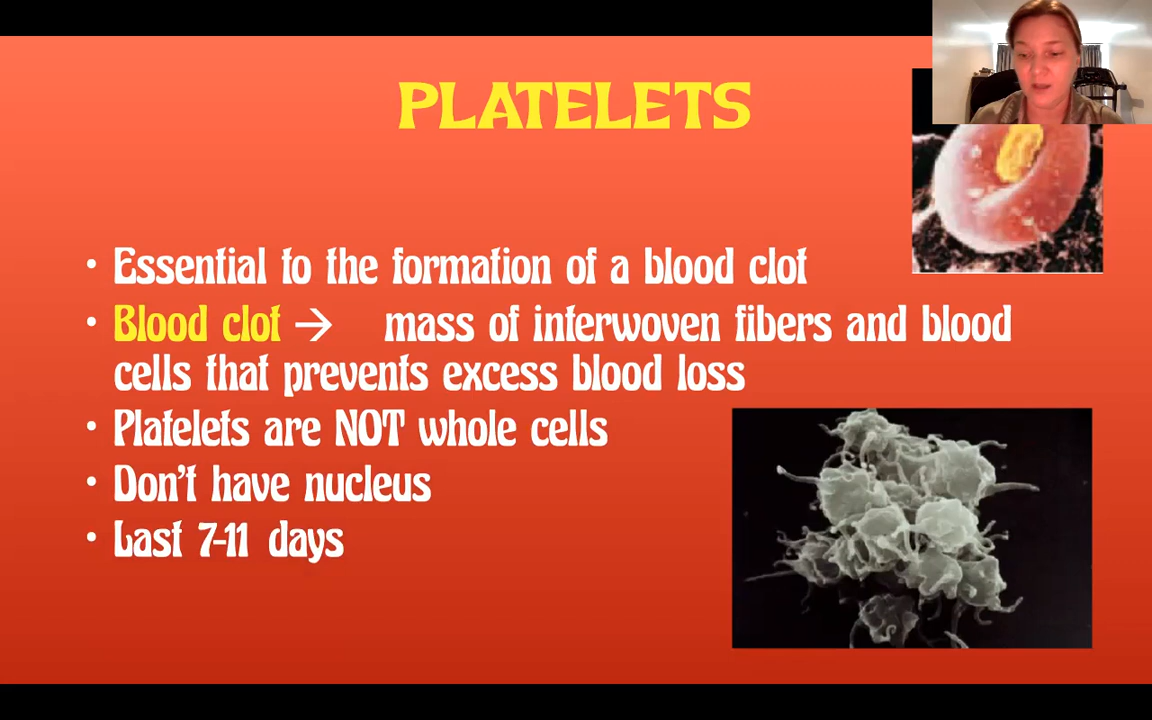 PLATELETS
• Essential to the formation of a blood clot
• Blood clot → mass of interwoven fibers and blood
cells that prevents excess blood loss
• Platelets are NOT whole cells
• Don't have nucleus
• Last 7-11 days